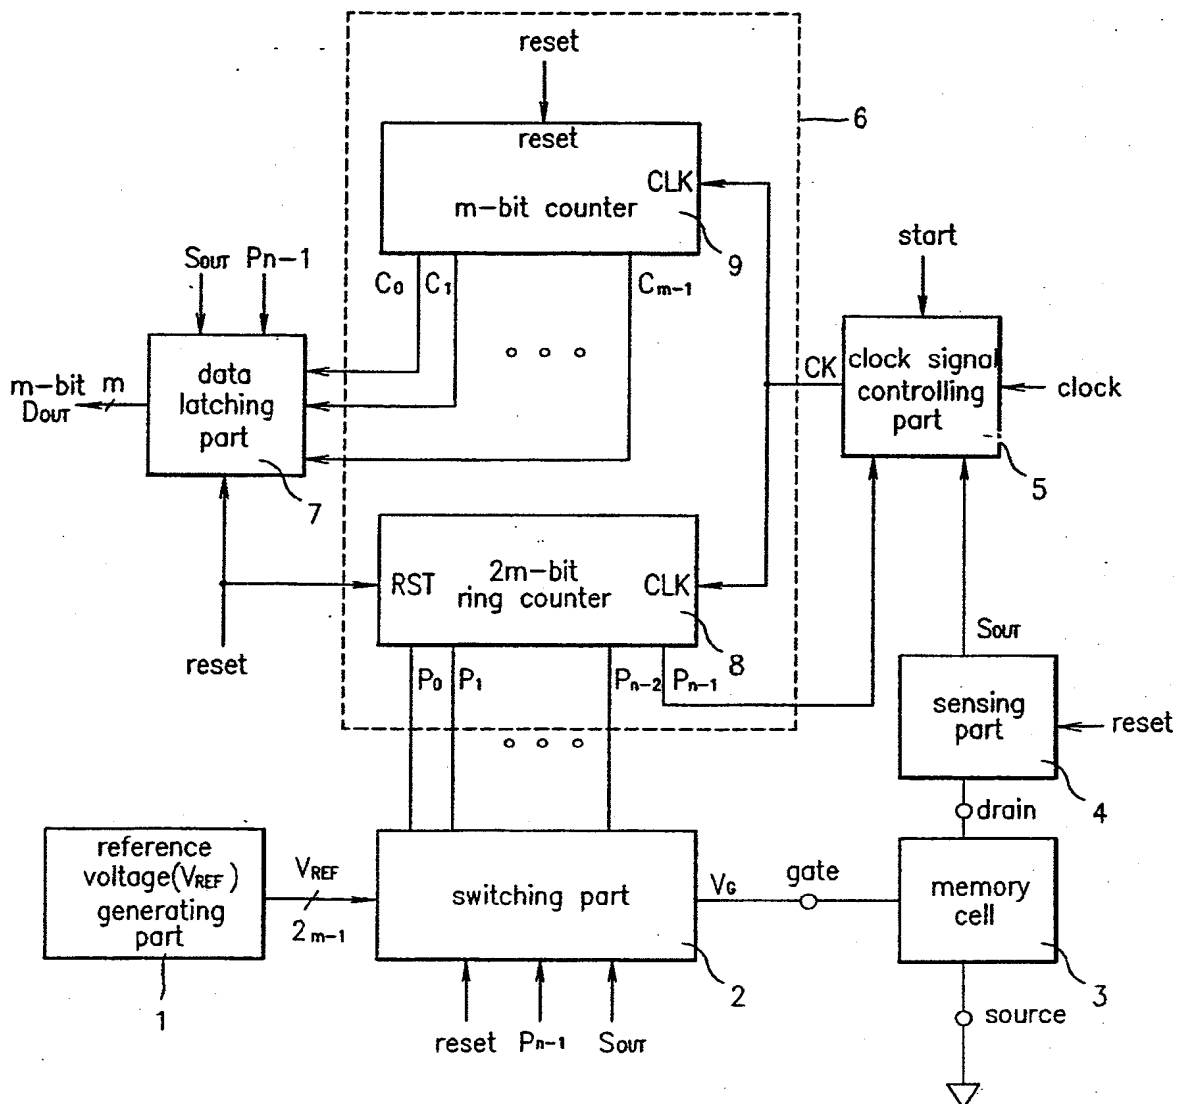 reset
6
reset
CLK
m-bit counter
9
start
SOUT Pn-1
C0 C1 Cm-1
data
latching
part
m-bit m
DOUT
7
CK
clock signal
controlling
part
clock
5
RST
2m-bit
ring counter
CLK
8
reset
P0 P1 Pn-2 Pn-1
SOUT
sensing
part
reset
4
drain
reference
voltage(VREF)
generating
part
1
VREF
2m-1
switching part
2
VG
gate
memory
cell
3
reset Pn-1 SOUT
source